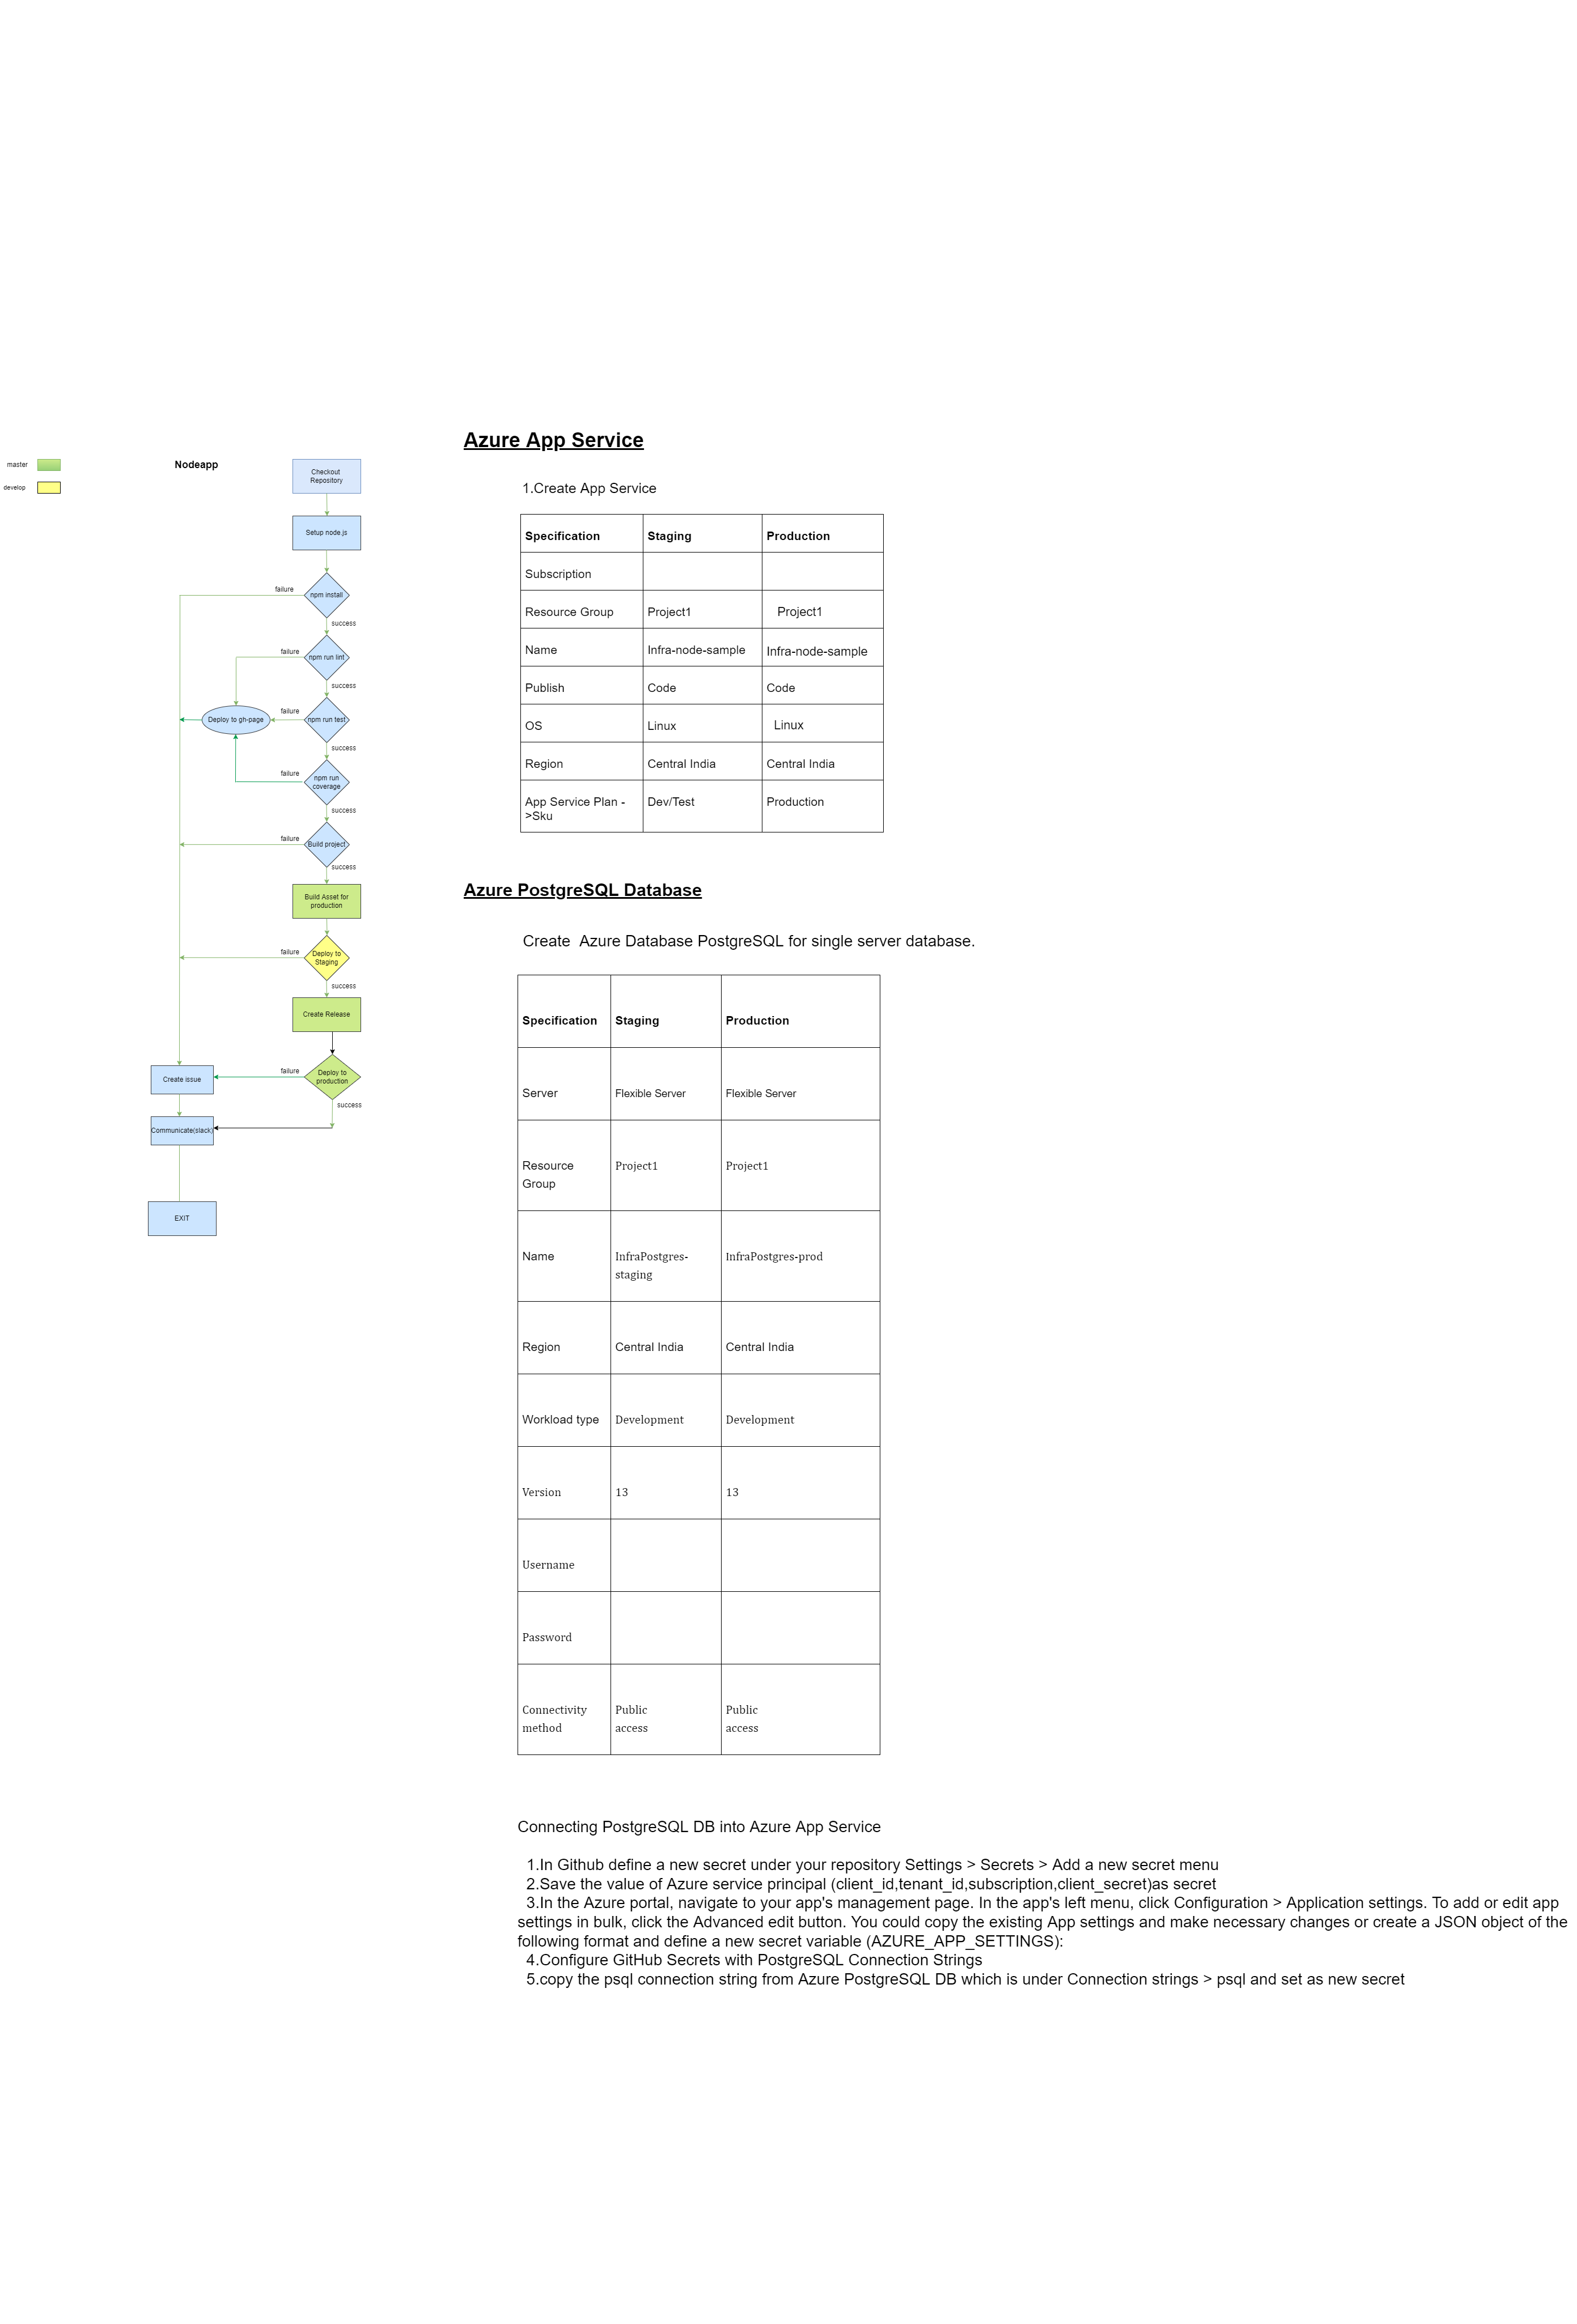 master
develop
Nodeapp
Checkout
Repository
Setup node.js
failure
npm install
success
failure
npm run lint
success
failure
Deploy to gh-page
npm run test
success
failure
npm run
coverage
success
failure
Build project
success
Build Asset for
production
failure
Deploy to
Staging
success
Create Release
failure
Deploy to
production
Create issue
success
Communicate(slack)
EXIT
Azure App Service
1.Create App Service
Specification Staging Production
Subscription
Resource Group Project1 Project1
Name Infra-node-sample Infra-node-sample
Publish Code Code
OS Linux Linux
Region Central India Central India
App Service Plan - Dev/Test Production
>Sku
Azure PostgreSQL Database
Create  Azure Database PostgreSQL for single server database.
Specification Staging Production
Server Flexible Server Flexible Server
Resource Project1 Project1
Group
Name InfraPostgres- InfraPostgres-prod
staging
Region Central India Central India
Workload type Development Development
Version 13 13
Username
Password
Connectivity Public Public
method access access
Connecting PostgreSQL DB into Azure App Service
1.In Github define a new secret under your repository Settings > Secrets > Add a new secret menu
2.Save the value of Azure service principal (client_id,tenant_id,subscription,client_secret)as secret
3.In the Azure portal, navigate to your app's management page. In the app's left menu, click Configuration > Application settings. To add or edit app
settings in bulk, click the Advanced edit button. You could copy the existing App settings and make necessary changes or create a JSON object of the
following format and define a new secret variable (AZURE_APP_SETTINGS):
4.Configure GitHub Secrets with PostgreSQL Connection Strings
5.copy the psql connection string from Azure PostgreSQL DB which is under Connection strings > psql and set as new secret